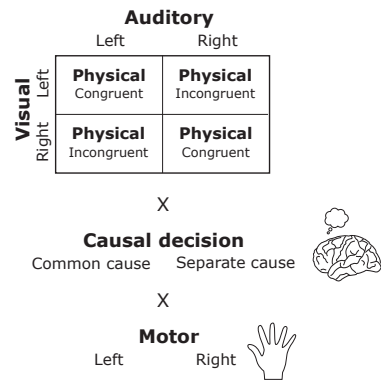 Auditory
Left Right
Visual
Left
Physical Physical
Congruent Incongruent
Right
Physical Physical
Incongruent Congruent
X
Causal decision
Common cause Separate cause
X
Motor
Left Right